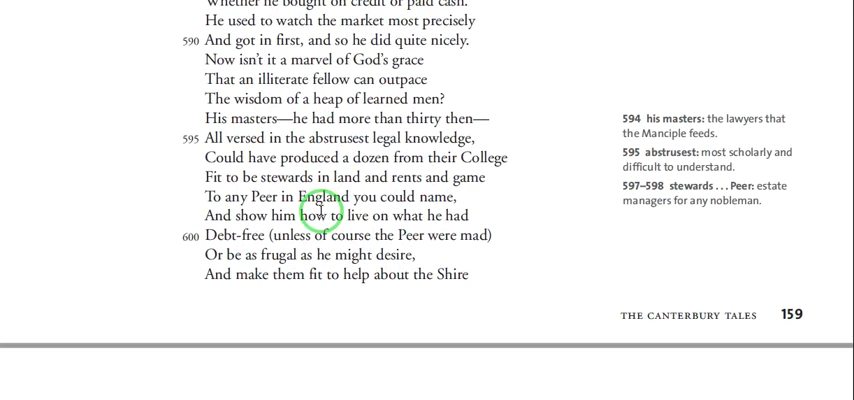 Whether he bought on credit or paid cash.
He used to watch the market most precisely
590 And got in first, and so he did quite nicely.
Now isn't it a marvel of God's grace
That an illiterate fellow can outpace
The wisdom of a heap of learned men?
His masters—he had more than thirty then—
595 All versed in the abstrusest legal knowledge,
Could have produced a dozen from their College
Fit to be stewards in land and rents and game
To any Peer in England you could name,
And show him how to live on what he had
600 Debt-free (unless of course the Peer were mad)
Or be as frugal as he might desire,
And make them fit to help about the Shire
594 his masters: the lawyers that
the Manciple feeds.
595 abstrusest: most scholarly and
difficult to understand.
597–598 stewards . . . Peer: estate
managers for any nobleman.
THE CANTERBURY TALES 159